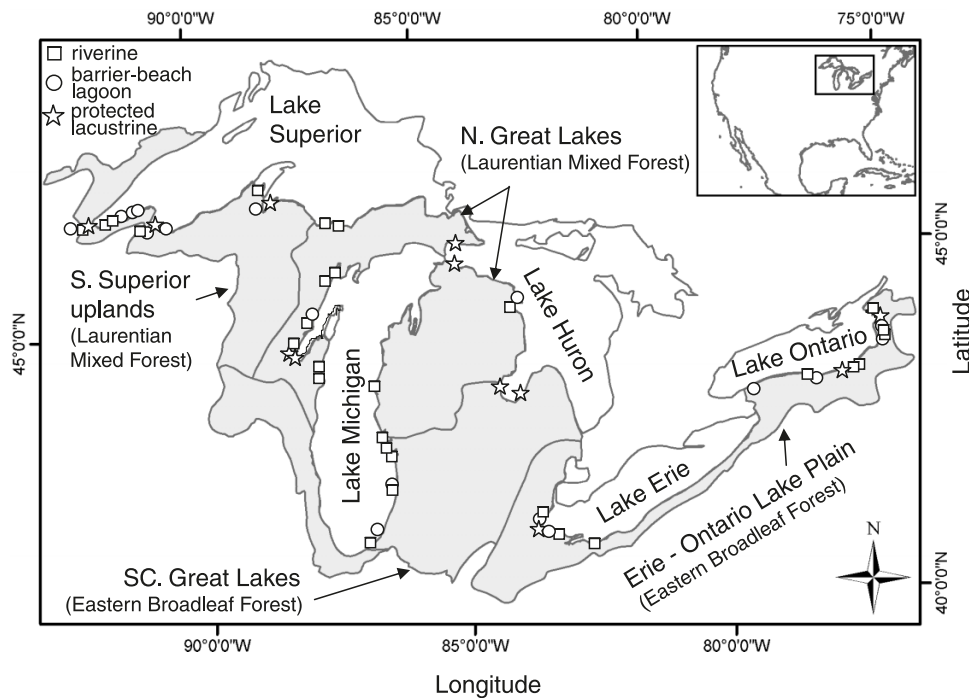 90°0'0"W
85°0'0"W
80°0'0"W
75°0'0"W
riverine
barrier-beach
lagoon
protected
lacustrine
Lake
Superior
N. Great Lakes
(Laurentian Mixed Forest)
45°0'0"N
S. Superior
uplands
(Laurentian
Mixed Forest)
Lake Huron
45°0'0"N
Lake Michigan
Lake Ontario
Latitude
Lake Erie
Erie - Ontario Lake Plain
(Eastern Broadleaf Forest)
N
SC. Great Lakes
(Eastern Broadleaf Forest)
40°0'0"N
90°0'0"W
85°0'0"W
80°0'0"W
Longitude